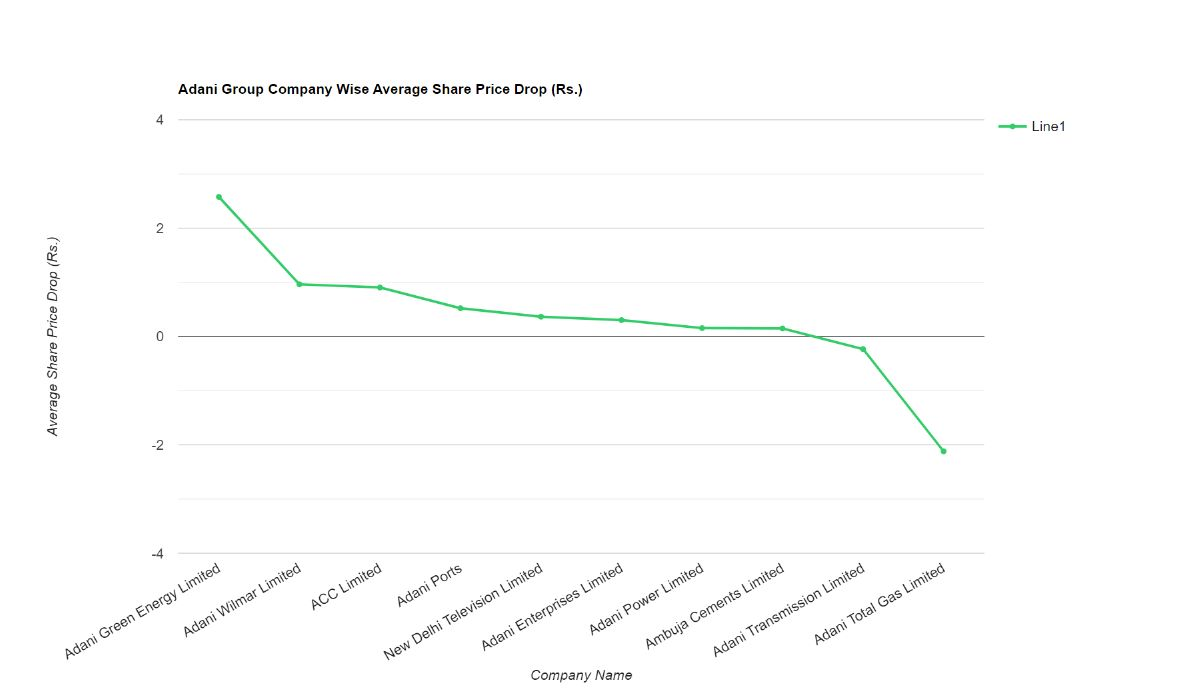 Adani Group Company Wise Average Share Price Drop (Rs.)
Line1
Average Share Price Drop (Rs.)
4
2
0
-2
-4
Adani Green Energy Limited
Adani Wilmar Limited
ACC Limited
Adani Ports
New Delhi Television Limited
Adani Enterprises Limited
Adani Power Limited
Ambuja Cements Limited
Adani Transmission Limited
Adani Total Gas Limited
Company Name